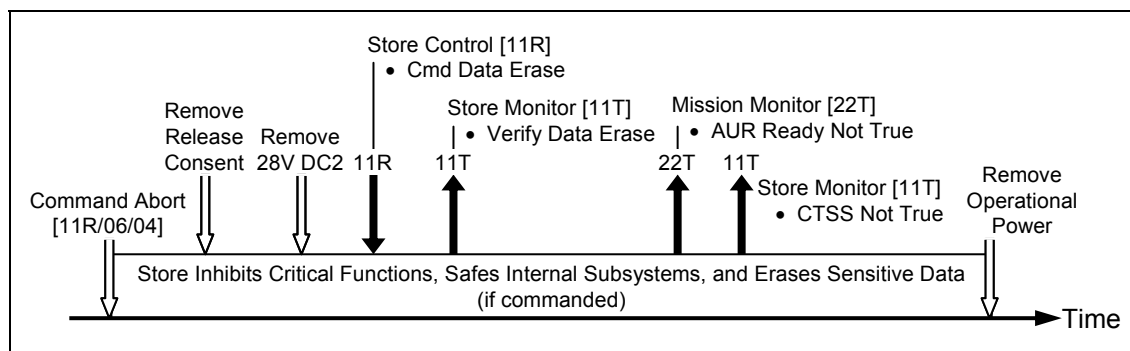 Store Control [11R]
• Cmd Data Erase
Remove
Release
Consent
Remove
28V DC2
11R
Store Monitor [11T]
• Verify Data Erase
11T
Mission Monitor [22T]
• AUR Ready Not True
22T
11T
Store Monitor [11T]
• CTSS Not True
Remove
Operational
Power
Command Abort
[11R/06/04]
Store Inhibits Critical Functions, Safes Internal Subsystems, and Erases Sensitive Data
(if commanded)
Time